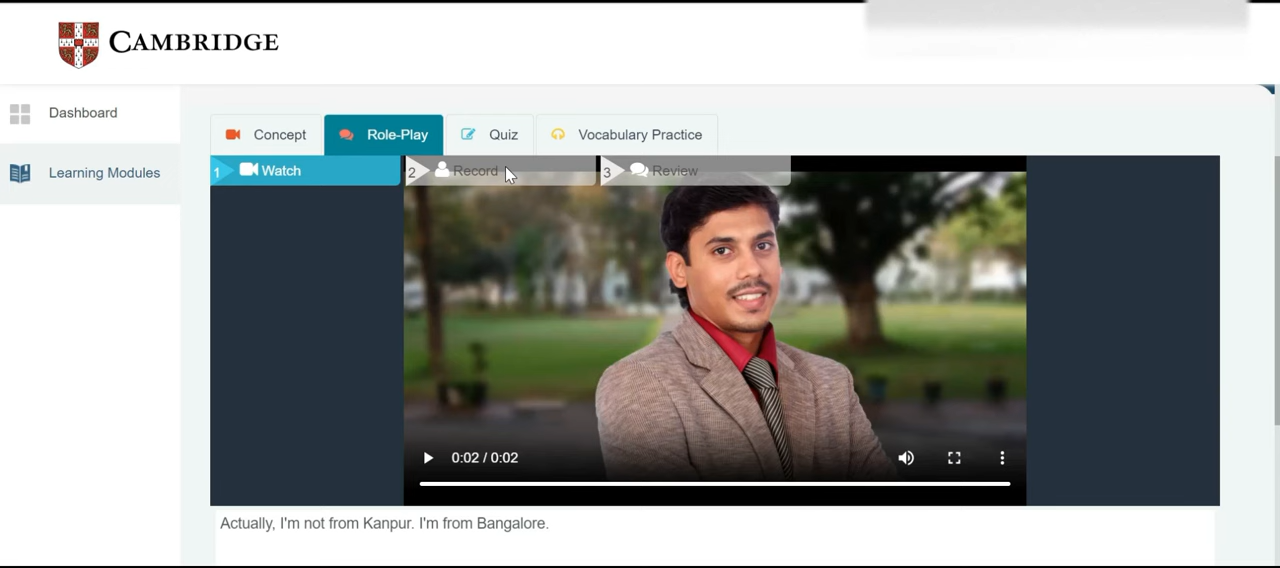 CAMBRIDGE
Dashboard
Learning Modules
Concept
Role-Play
Quiz
Vocabulary Practice
1 Watch
2 Record
3 Review
0:02 / 0:02
Actually, I'm not from Kanpur. I'm from Bangalore.